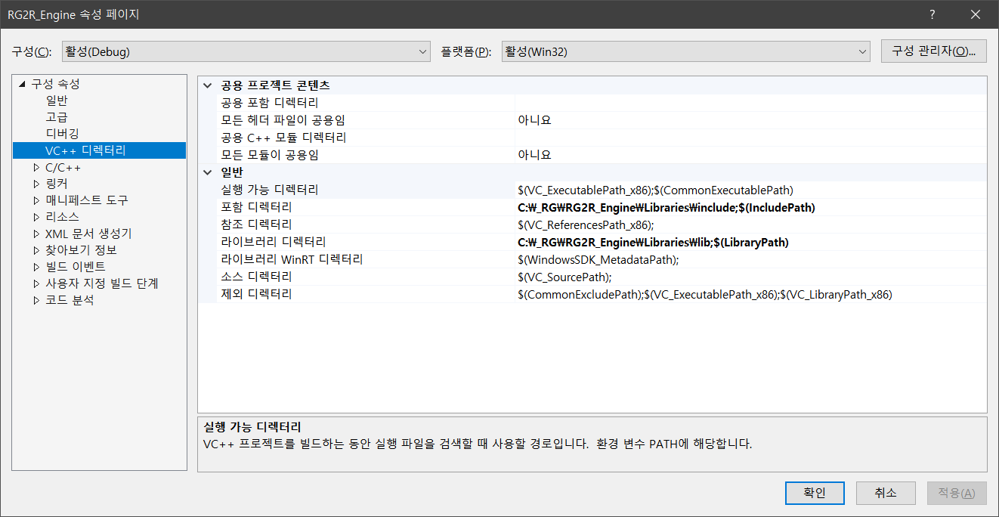 RG2R_Engine 속성 페이지
?
구성(C): 활성(Debug) 플랫폼(P): 활성(Win32) 구성 관리자(O)...
구성 속성
일반
고급
디버깅
VC++ 디렉터리
C/C++
링커
매니페스트 도구
리소스
XML 문서 생성기
찾아보기 정보
빌드 이벤트
사용자 지정 빌드 단계
코드 분석
공용 프로젝트 콘텐츠
공용 포함 디렉터리
모든 헤더 파일이 공용임 아니요
공용 C++ 모듈 디렉터리
모든 모듈이 공용임 아니요
일반
실행 가능 디렉터리 $(VC_ExecutablePath_x86);$(CommonExecutablePath)
포함 디렉터리 C:₩_RG₩RG2R_Engine₩Libraries₩include;$(IncludePath)
참조 디렉터리 $(VC_ReferencesPath_x86);
라이브러리 디렉터리 C:₩_RG₩RG2R_Engine₩Libraries₩lib;$(LibraryPath)
라이브러리 WinRT 디렉터리 $(WindowsSDK_MetadataPath);
소스 디렉터리 $(VC_SourcePath);
제외 디렉터리 $(CommonExcludePath);$(VC_ExecutablePath_x86);$(VC_LibraryPath_x86)
실행 가능 디렉터리
VC++ 프로젝트를 빌드하는 동안 실행 파일을 검색할 때 사용할 경로입니다.  환경 변수 PATH에 해당합니다.
확인 취소 적용(A)